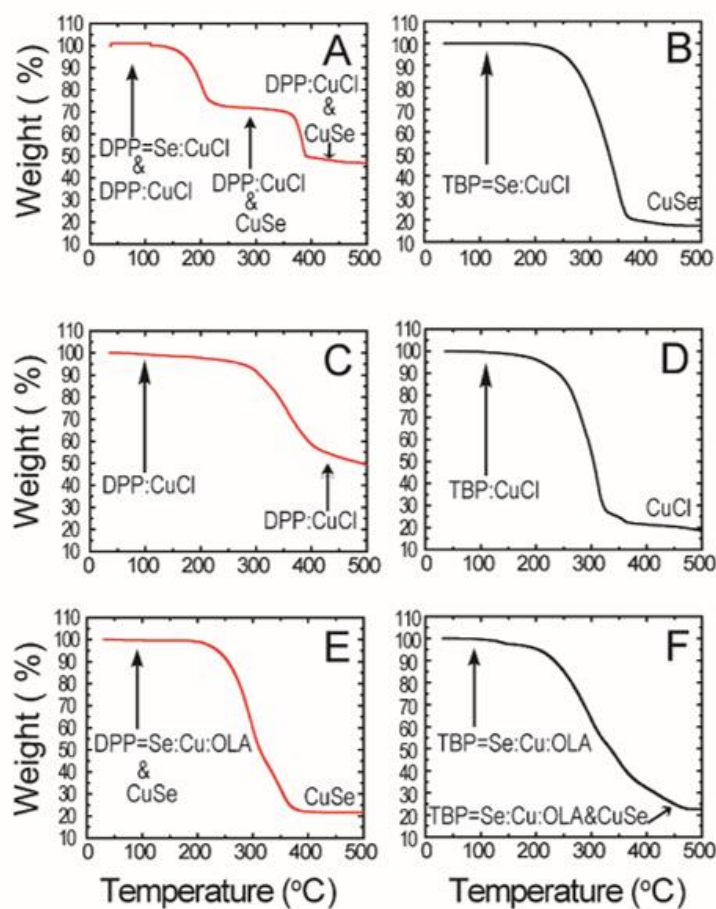 Weight ( %)
110
100
90
80
70
60
50
40
30
20
10
A
DPP=Se:CuCl
&
DPP:CuCl
DPP:CuCl
&
CuSe
DPP:CuCl
&
CuSe
0 100 200 300 400 500
110
100
90
80
70
60
50
40
30
20
10
B
TBP=Se:CuCl
CuSe
0 100 200 300 400 500
Weight ( %)
110
100
90
80
70
60
50
40
30
20
10
C
DPP:CuCl
DPP:CuCl
0 100 200 300 400 500
110
100
90
80
70
60
50
40
30
20
10
D
TBP:CuCl
CuCl
0 100 200 300 400 500
Weight ( %)
110
100
90
80
70
60
50
40
30
20
10
E
DPP=Se:Cu:OLA
&
CuSe
CuSe
0 100 200 300 400 500
Temperature (°C)
110
100
90
80
70
60
50
40
30
20
10
F
TBP=Se:Cu:OLA
TBP=Se:Cu:OLA&CuSe
0 100 200 300 400 500
Temperature (°C)